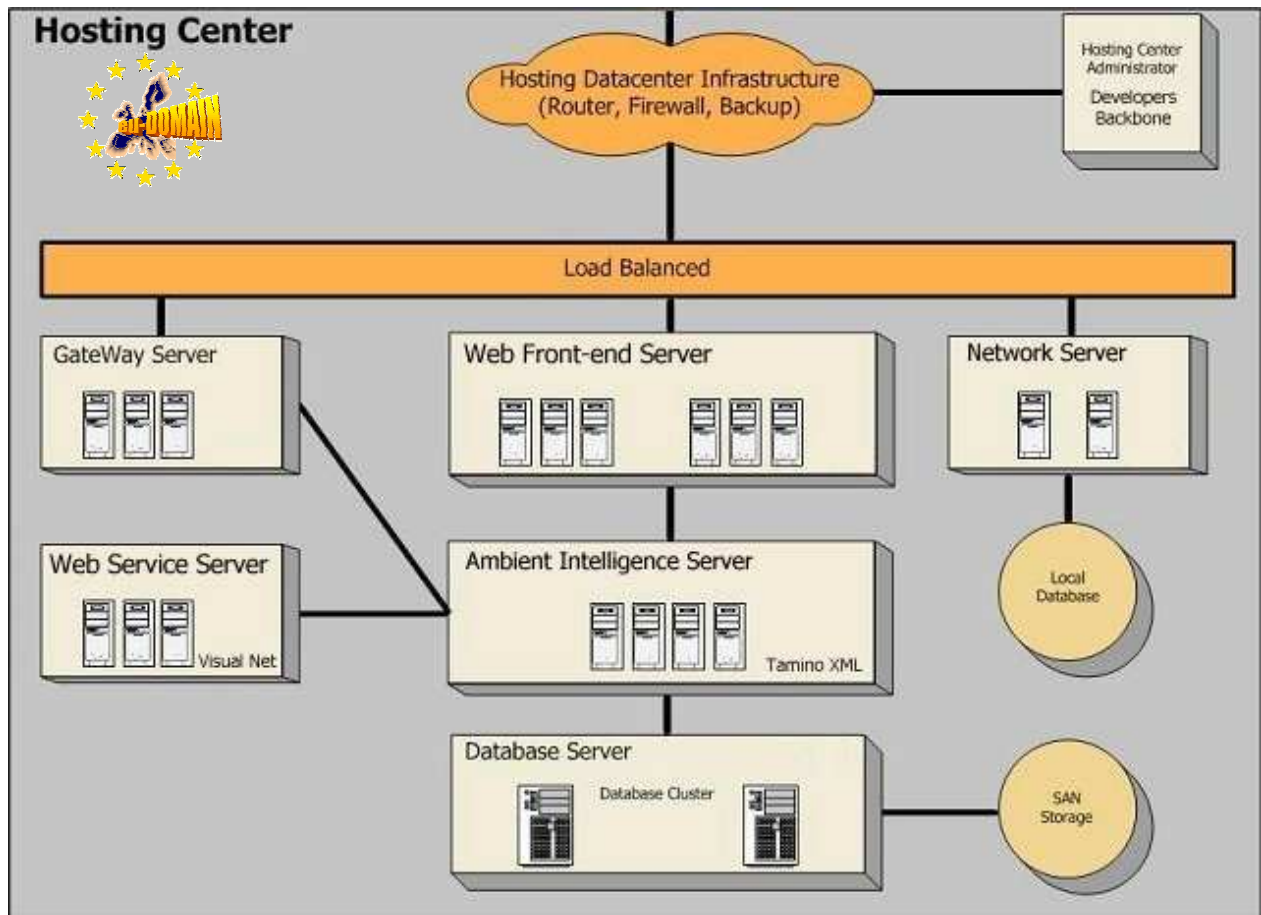 Hosting Center
EU-DOMAIN
Hosting Datacenter Infrastructure
(Router, Firewall, Backup)
Hosting Center
Administrator
Developers
Backbone
Load Balanced
GateWay Server
Web Front-end Server
Network Server
Web Service Server
Visual Net
Ambient Intelligence Server
Tamino XML
Local
Database
Database Server
Database Cluster
SAN
Storage